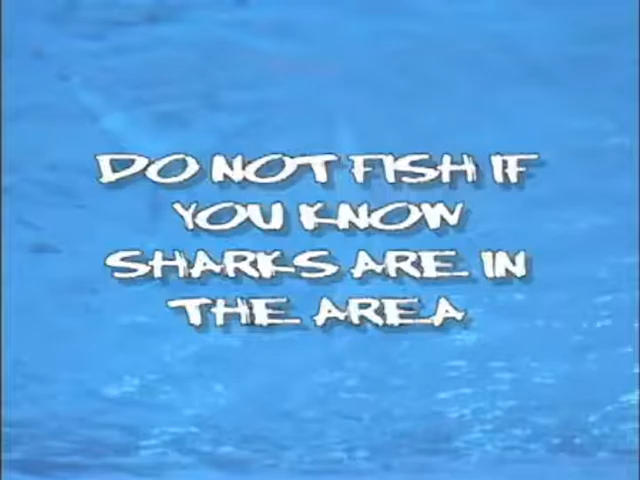 DO NOT FISH IF
YOU KNOW
SHARKS ARE IN
THE AREA